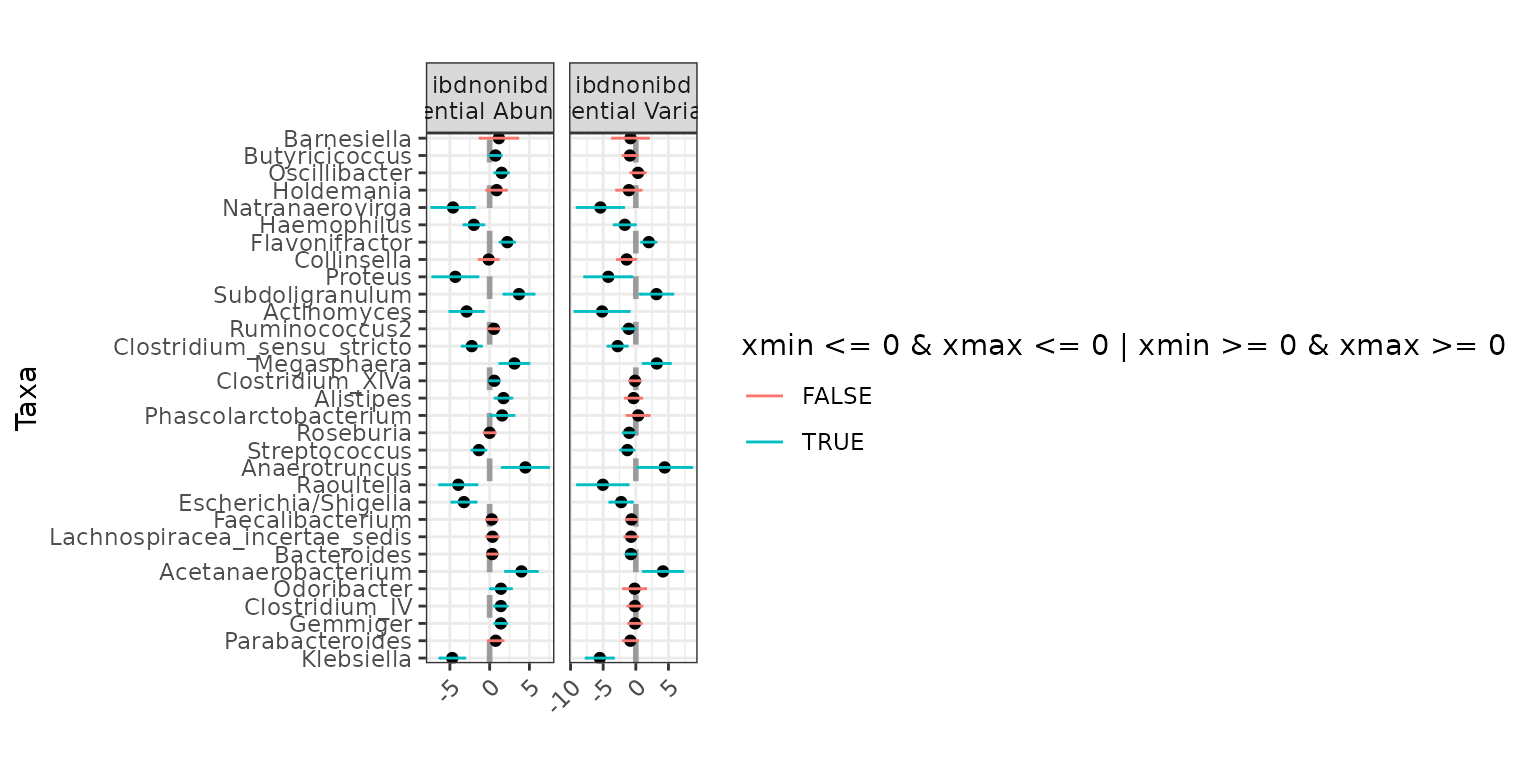 ibdnonibd
ential Abun
ibdnonibd
ential Varia
Taxa
Barnesiella
Butyricicoccus
Oscillibacter
Holdemania
Natranaerovirga
Haemophilus
Flavonifractor
Collinsella
Proteus
Subdoligranulum
Actinomyces
Ruminococcus2
Clostridium_sensu_stricto
Megasphaera
Clostridium_XlVa
Alistipes
Phascolarctobacterium
Roseburia
Streptococcus
Anaerotruncus
Raoultella
Escherichia/Shigella
Faecalibacterium
Lachnospiracea_incertae_sedis
Bacteroides
Acetanaerobacterium
Odoribacter
Clostridium_IV
Gemmiger
Parabacteroides
Klebsiella
-5 0 5
-10 -5 0 5
xmin <= 0 & xmax <= 0 | xmin >= 0 & xmax >= 0
FALSE
TRUE